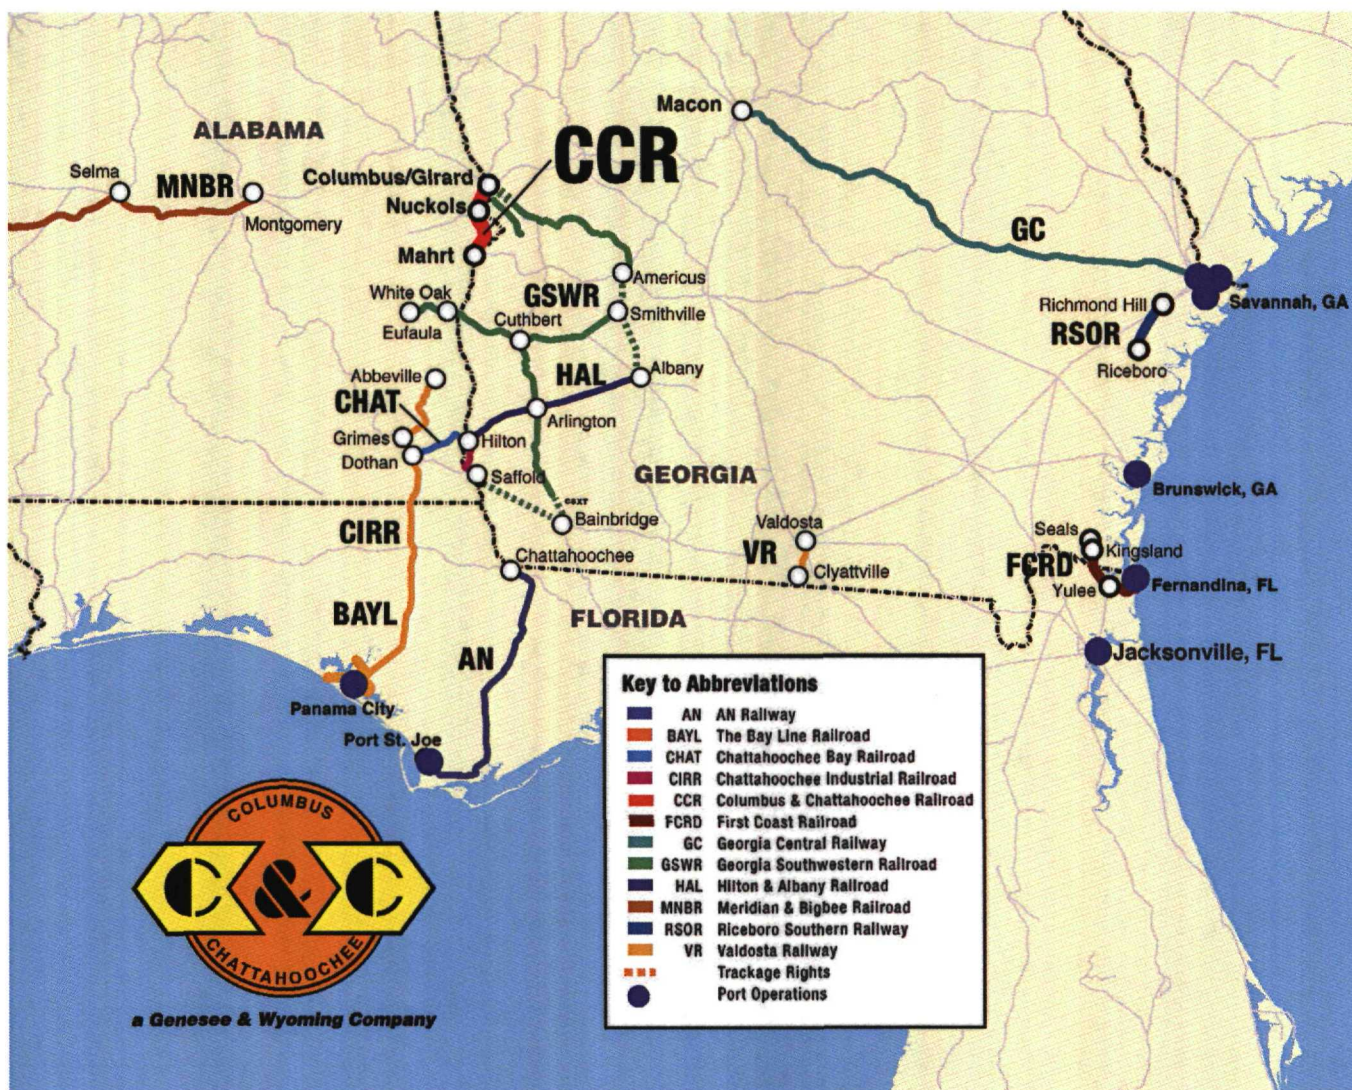 Macon
ALABAMA
CCR
Selma
MNBR
Columbus/Girard
Nuckols
Montgomery
GC
Mahrt
Americus
White Oak
GSWR
Richmond Hill
Savannah, GA
Eufaula
Cuthbert
Smithville
RSOR
Riceboro
Abbeville
HAL
Albany
CHAT
Arlington
Grimes
Hilton
Dothan
Saffold
GEORGIA
Brunswick, GA
CSXT
Bainbridge
Valdosta
Seals
CIRR
VR
Kingsland
Chattahoochee
Clyattville
FCRD
Yulee
Fernandina, FL
BAYL
FLORIDA
AN
Jacksonville, FL
Panama City
Port St. Joe
Key to Abbreviations
AN AN Railway
BAYL The Bay Line Railroad
CHAT Chattahoochee Bay Railroad
CIRR Chattahoochee Industrial Railroad
CCR Columbus & Chattahoochee Railroad
FCRD First Coast Railroad
GC Georgia Central Railway
GSWR Georgia Southwestern Railroad
HAL Hilton & Albany Railroad
MNBR Meridian & Bigbee Railroad
RSOR Riceboro Southern Railway
VR Valdosta Railway
Trackage Rights
Port Operations
COLUMBUS
C&C
CHATTAHOOCHEE
a Genesee & Wyoming Company